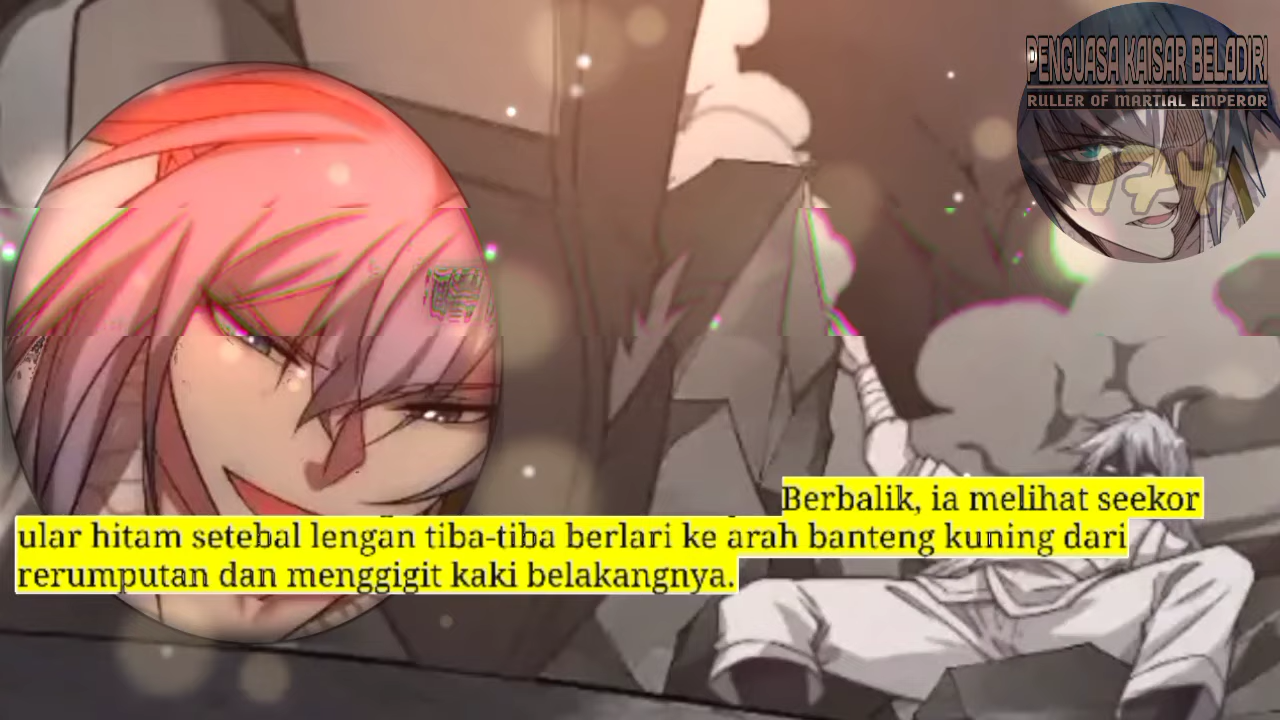 PENGUASA KAISAR BELADIRI
RULLER OF MARTIAL EMPEROR
Berbalik, ia melihat seekor
ular hitam setebal lengan tiba-tiba berlari ke arah banteng kuning dari
rerumputan dan menggigit kaki belakangnya.